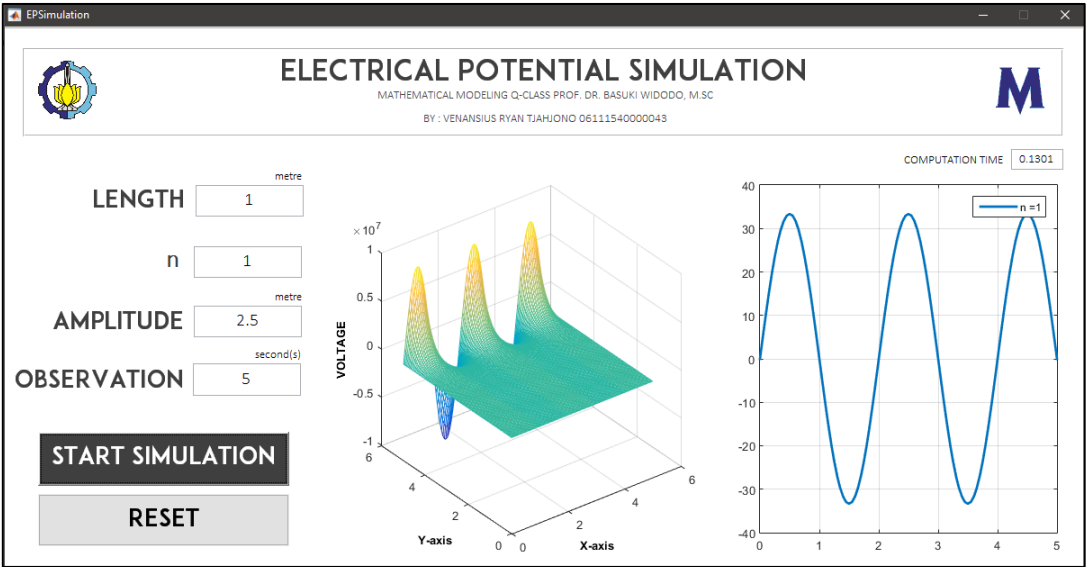 EPSimulation
ELECTRICAL POTENTIAL SIMULATION
MATHEMATICAL MODELING Q-CLASS PROF. DR. BASUKI WIDODO, M.SC
BY : VENANSIUS RYAN TJAHJONO 06111540000043
M
COMPUTATION TIME 0.1301
metre
LENGTH 1
n 1
metre
AMPLITUDE 2.5
second(s)
OBSERVATION 5
START SIMULATION
RESET
×10⁷
1
0.5
0
-0.5
-1
VOLTAGE
6
4
2
0
Y-axis
0
2
4
6
X-axis
40
30
20
10
0
-10
-20
-30
-40
0 1 2 3 4 5
n =1